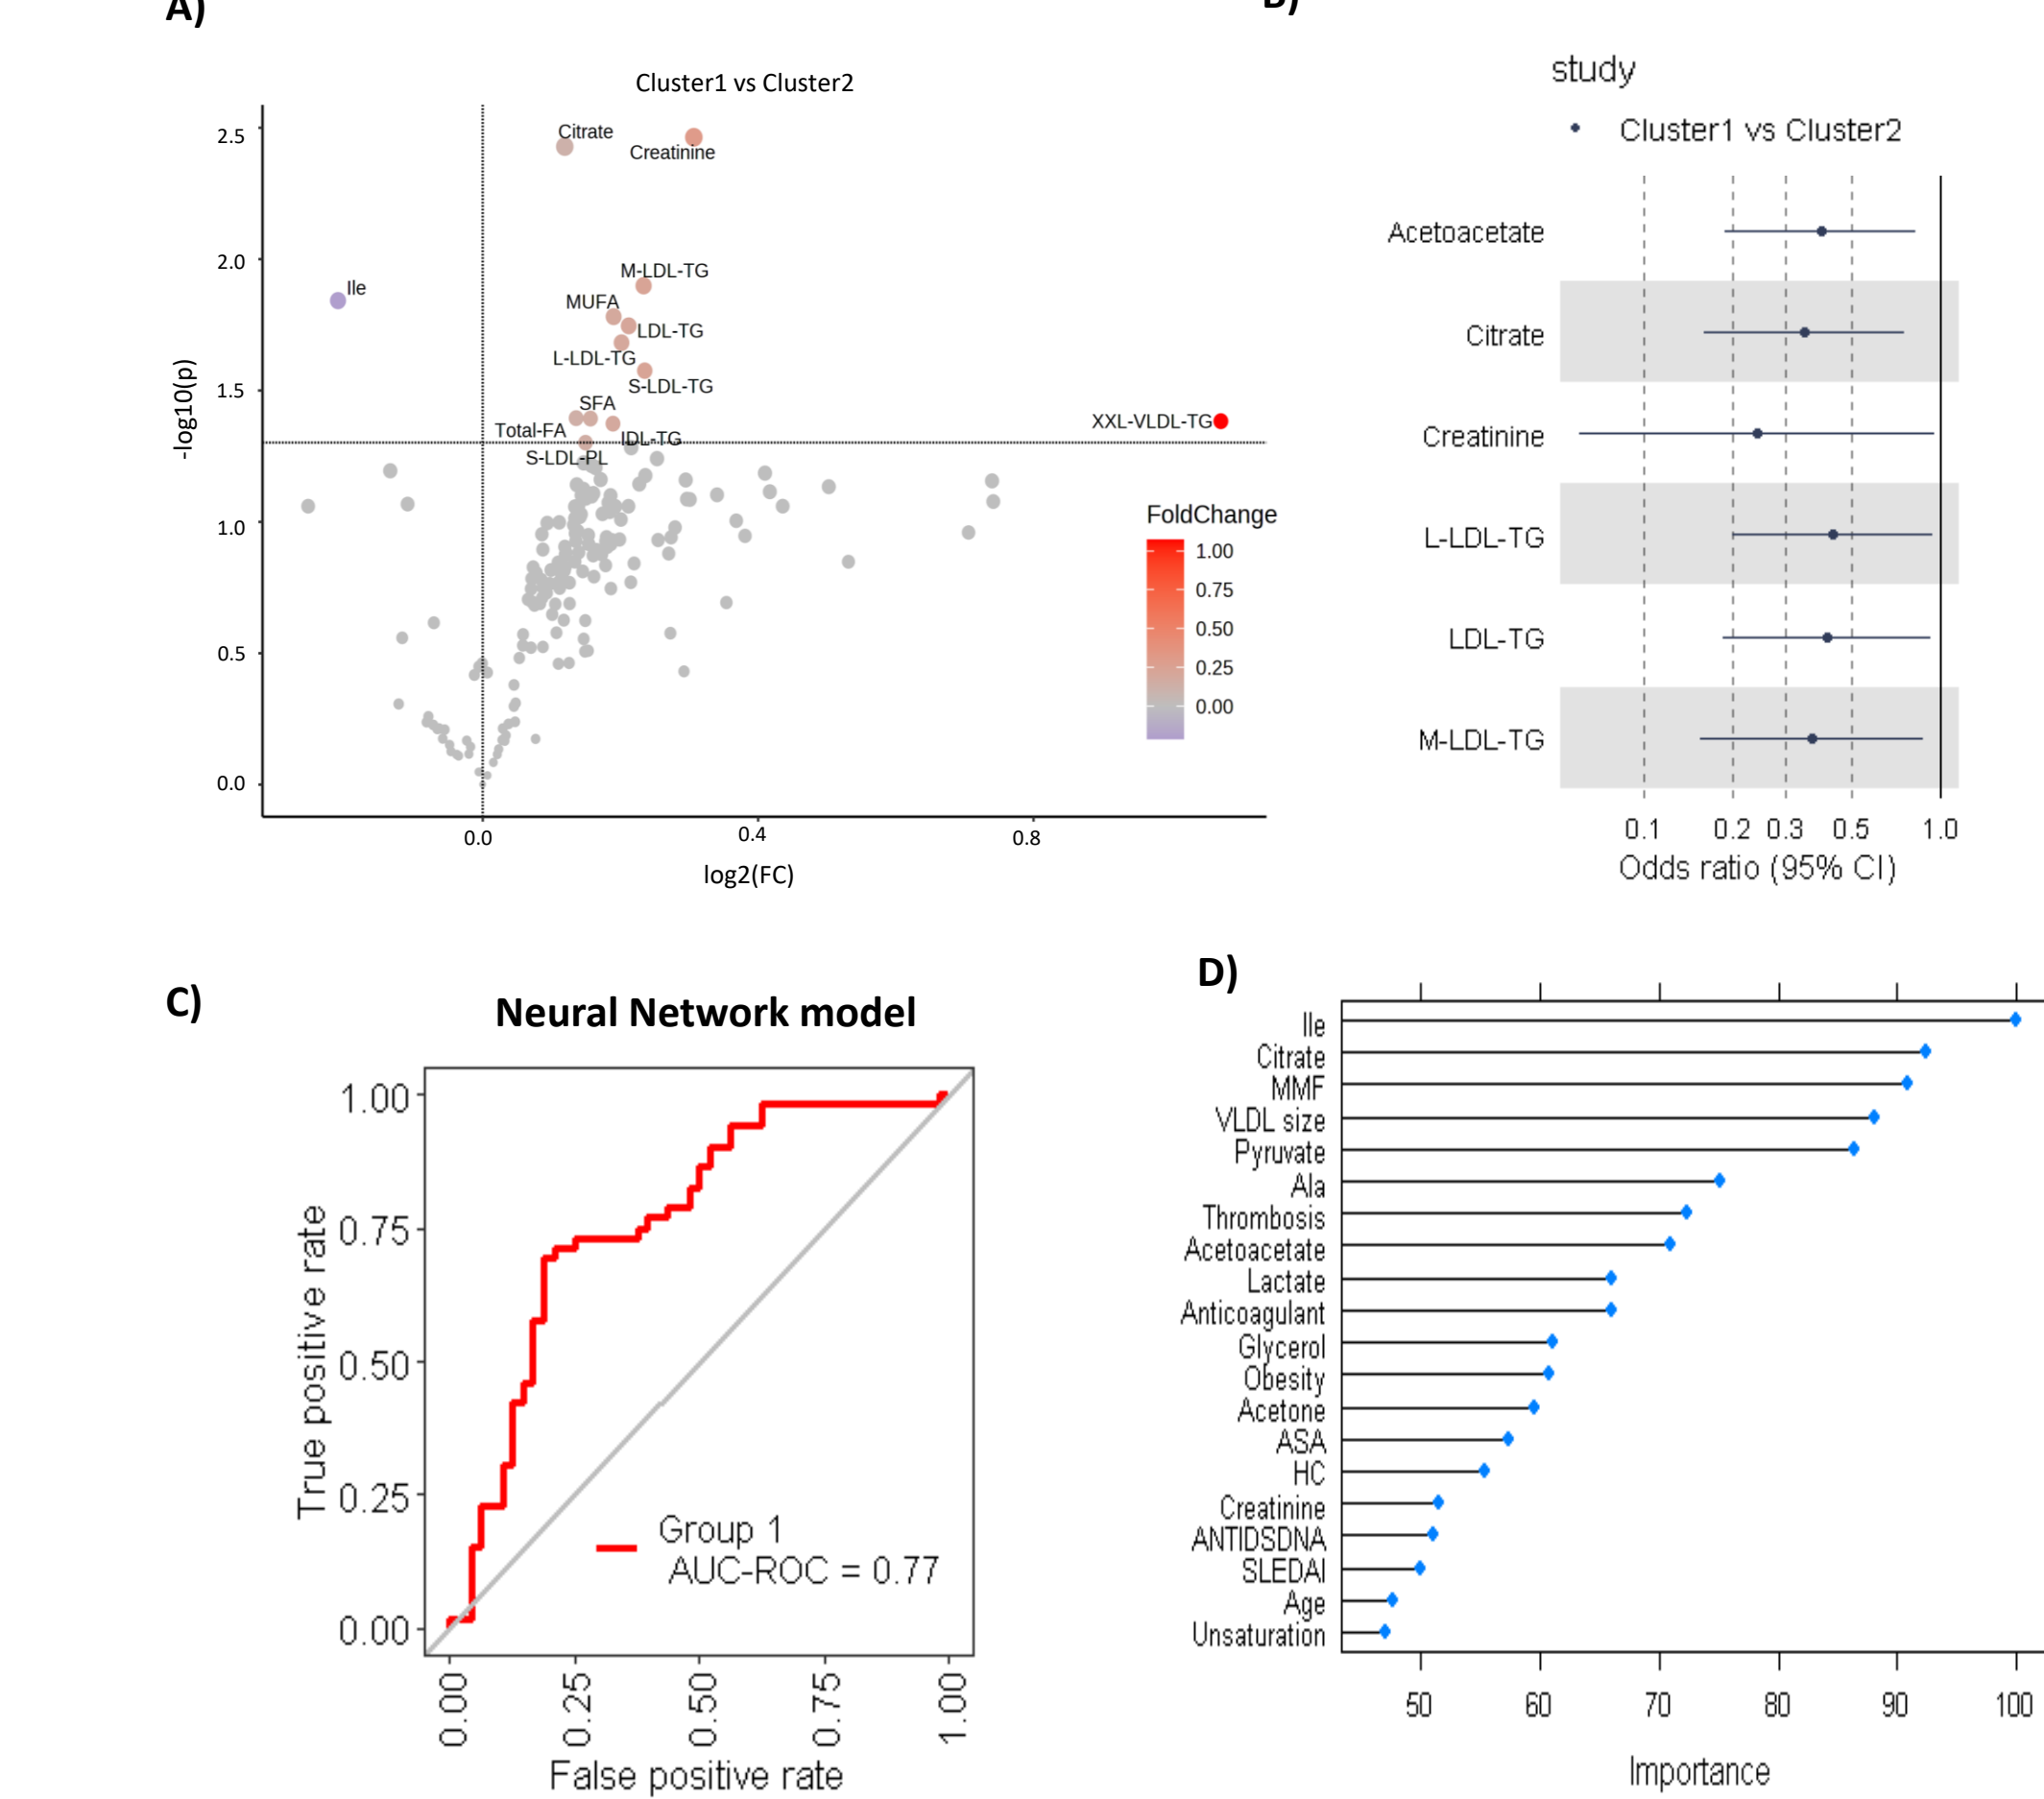 A)
Cluster1 vs Cluster2
2.5
2.0
1.5
1.0
0.5
0.0
-log10(p)
Citrate
Creatinine
Ile
M-LDL-TG
MUFA
LDL-TG
L-LDL-TG
S-LDL-TG
SFA
Total-FA
IDL-TG
S-LDL-PL
XXL-VLDL-TG
FoldChange
1.00
0.75
0.50
0.25
0.00
0.0
0.4
0.8
log2(FC)
B)
study
Cluster1 vs Cluster2
Acetoacetate
Citrate
Creatinine
L-LDL-TG
LDL-TG
M-LDL-TG
0.1 0.2 0.3 0.5 1.0
Odds ratio (95% CI)
C)
Neural Network model
1.00
0.75
0.50
0.25
0.00
True positive rate
Group 1
AUC-ROC = 0.77
0.00
0.25
0.50
0.75
1.00
False positive rate
D)
Ile
Citrate
MMF
VLDL size
Pyruvate
Ala
Thrombosis
Acetoacetate
Lactate
Anticoagulant
Glycerol
Obesity
Acetone
ASA
HC
Creatinine
ANTIDSDNA
SLEDAI
Age
Unsaturation
50 60 70 80 90 100
Importance